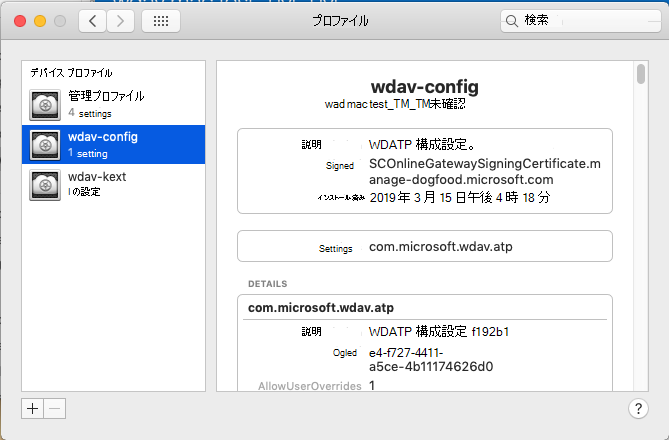 プロファイル
検索
デバイス プロファイル
管理プロファイル
4 settings
wdav-config
1 setting
wdav-kext
Iの設定
wdav-config
wad mac test_TM_TM未確認
説明 WDATP 構成設定。
Signed SCOnlineGatewaySigningCertificate.m
anage-dogfood.microsoft.com
インストール済み 2019 年 3 月 15 日午後 4 時 18 分
Settings com.microsoft.wdav.atp
DETAILS
com.microsoft.wdav.atp
説明 WDATP 構成設定 f192b1
Ogled e4-f727-4411-
a5ce-4b11174626d0
AllowUserOverrides 1
?